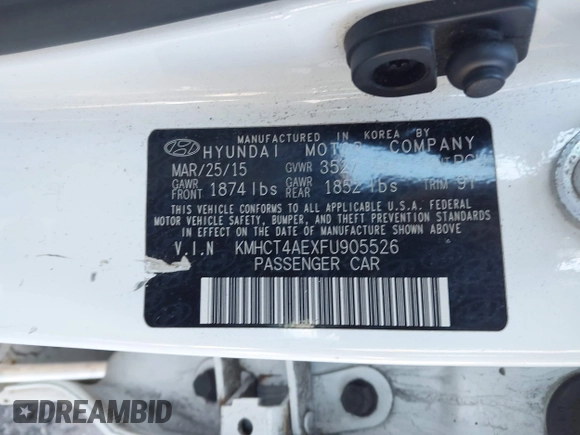 MANUFACTURED IN KOREA BY
HYUNDAI MOTOR COMPANY
MAR/25/15 GVWR
GAWR FRONT 1874 lbs GAWR REAR 1852 lbs TRIM 9T
THIS VEHICLE CONFORMS TO ALL APPLICABLE U.S.A. FEDERAL
MOTOR VEHICLE SAFETY, BUMPER, AND THEFT PREVENTION STANDARDS
IN EFFECT ON THE DATE OF MANUFACTURE SHOWN ABOVE.
V.I.N KMHCT4AEXFU905526
PASSENGER CAR
DREAMBID